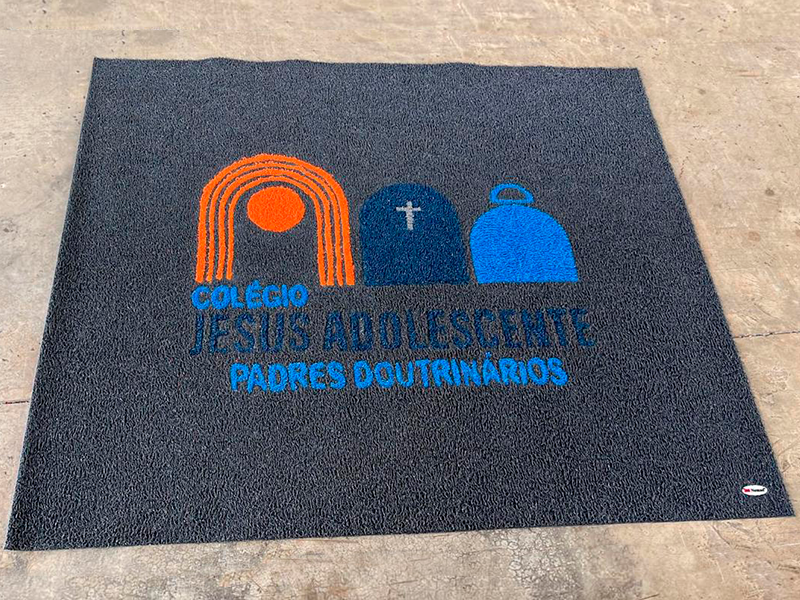 COLÉGIO
JESUS ADOLESCENTE
PADRES DOUTRINÁRIOS